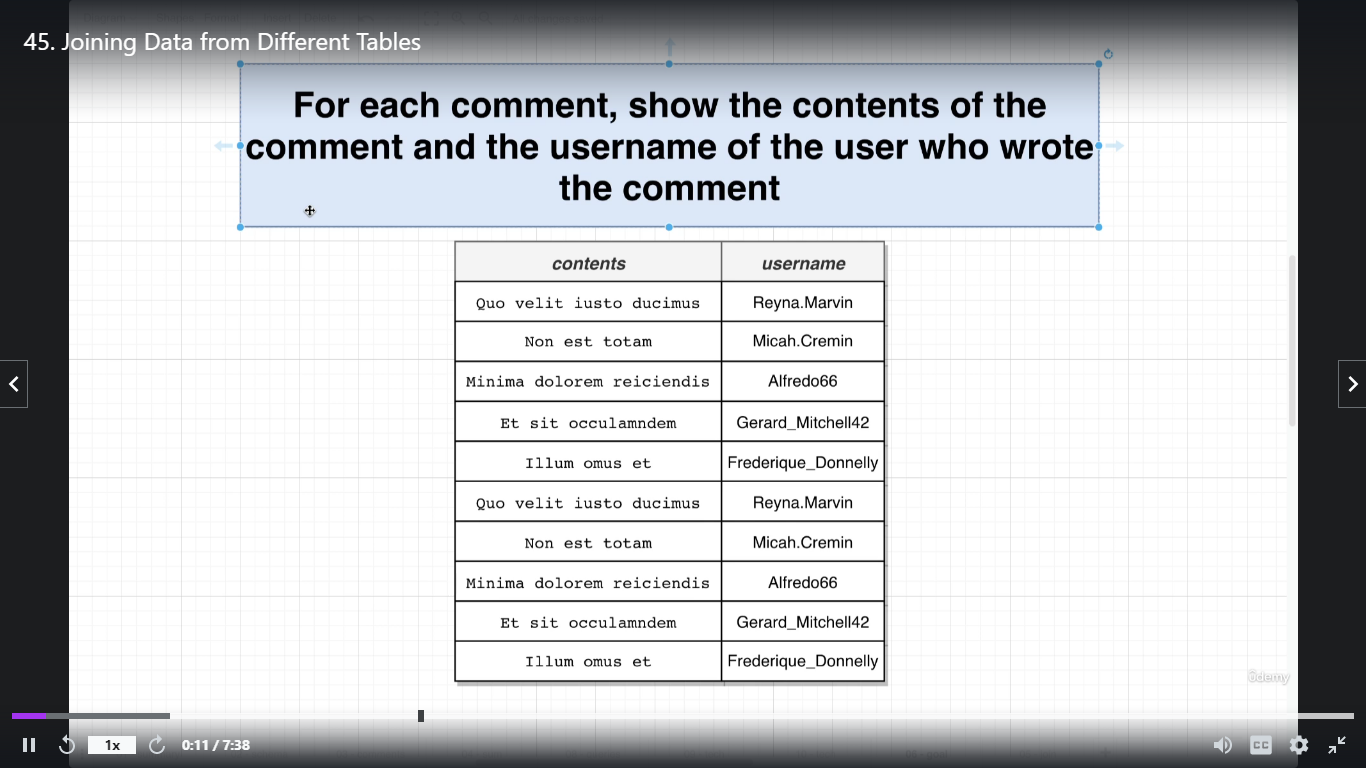 45. Joining Data from Different Tables
For each comment, show the contents of the
comment and the username of the user who wrote
the comment
contents username
Quo velit iusto ducimus Reyna.Marvin
Non est totam Micah.Cremin
Minima dolorem reiciendis Alfredo66
Et sit occulamndem Gerard_Mitchell42
Illum omus et Frederique_Donnelly
Quo velit iusto ducimus Reyna.Marvin
Non est totam Micah.Cremin
Minima dolorem reiciendis Alfredo66
Et sit occulamndem Gerard_Mitchell42
Illum omus et Frederique_Donnelly
ûdemy
1x 0:11 / 7:38 CC